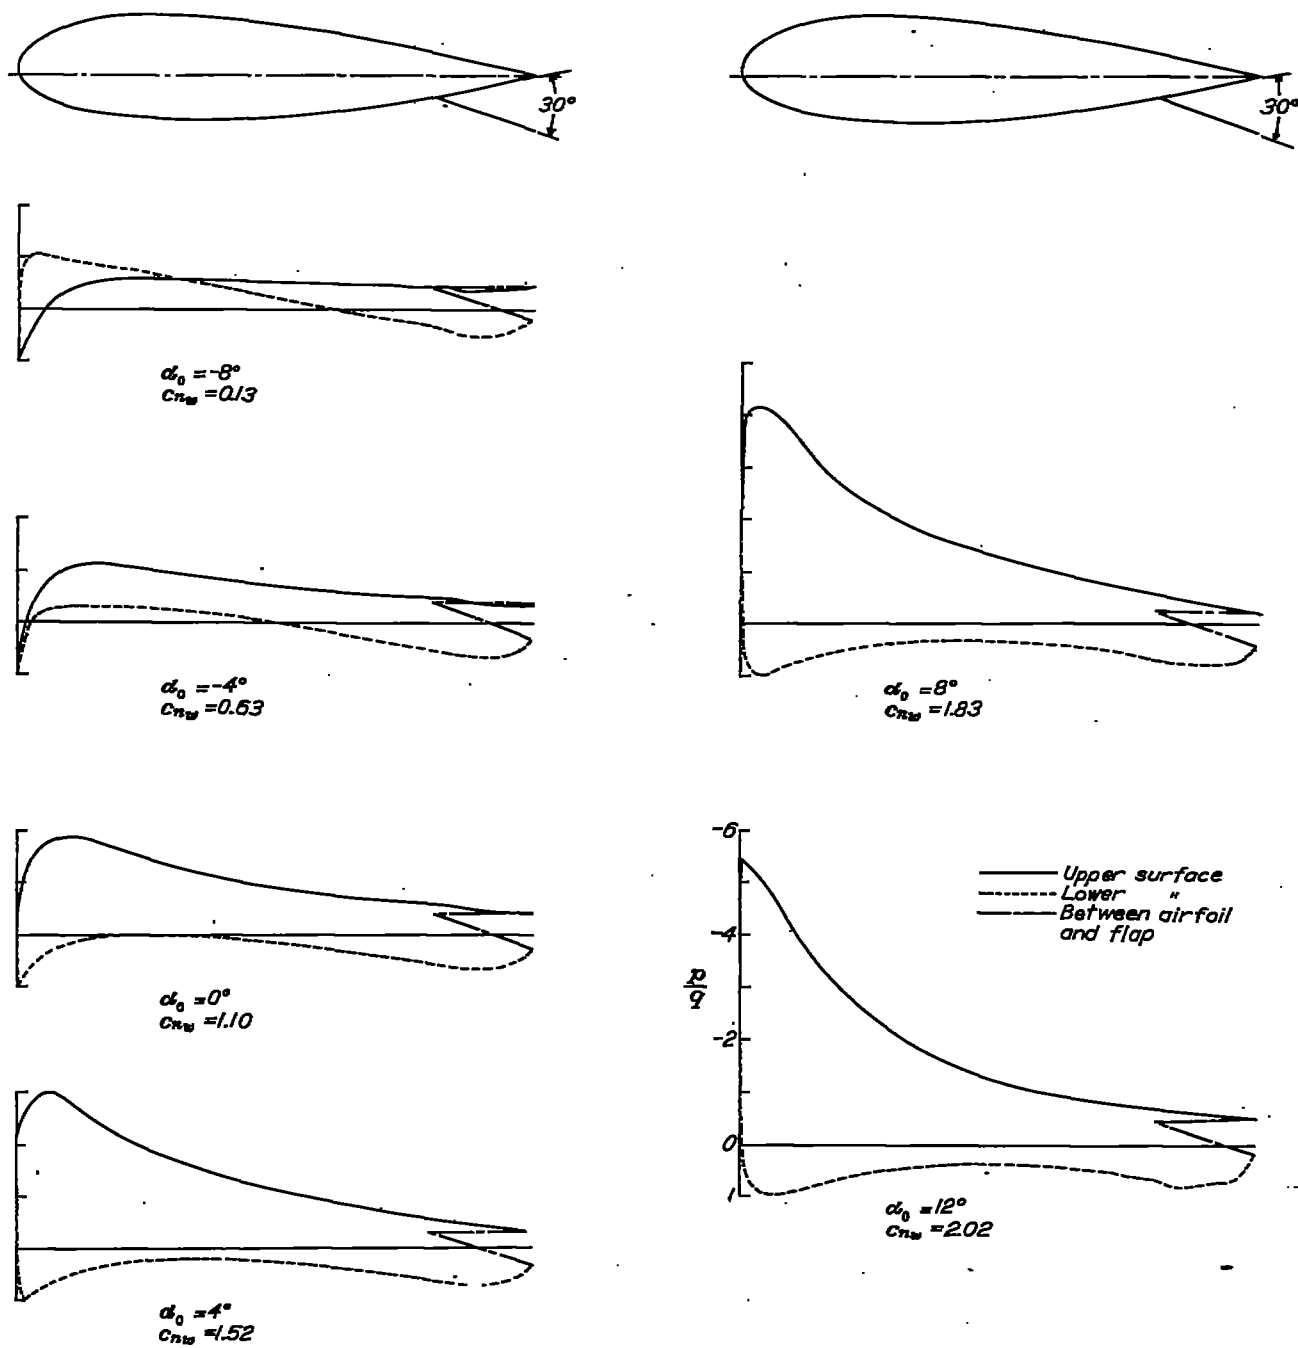 30°
30°
α₀ = -8°
cₙw = 0.13
α₀ = -4°
cₙw = 0.63
α₀ = 8°
cₙw = 1.83
α₀ = 0°
cₙw = 1.10
-6
-4
p/q
-2
0
1
Upper surface
Lower "
Between airfoil
and flap
α₀ = 12°
cₙw = 2.02
α₀ = 4°
cₙw = 1.52